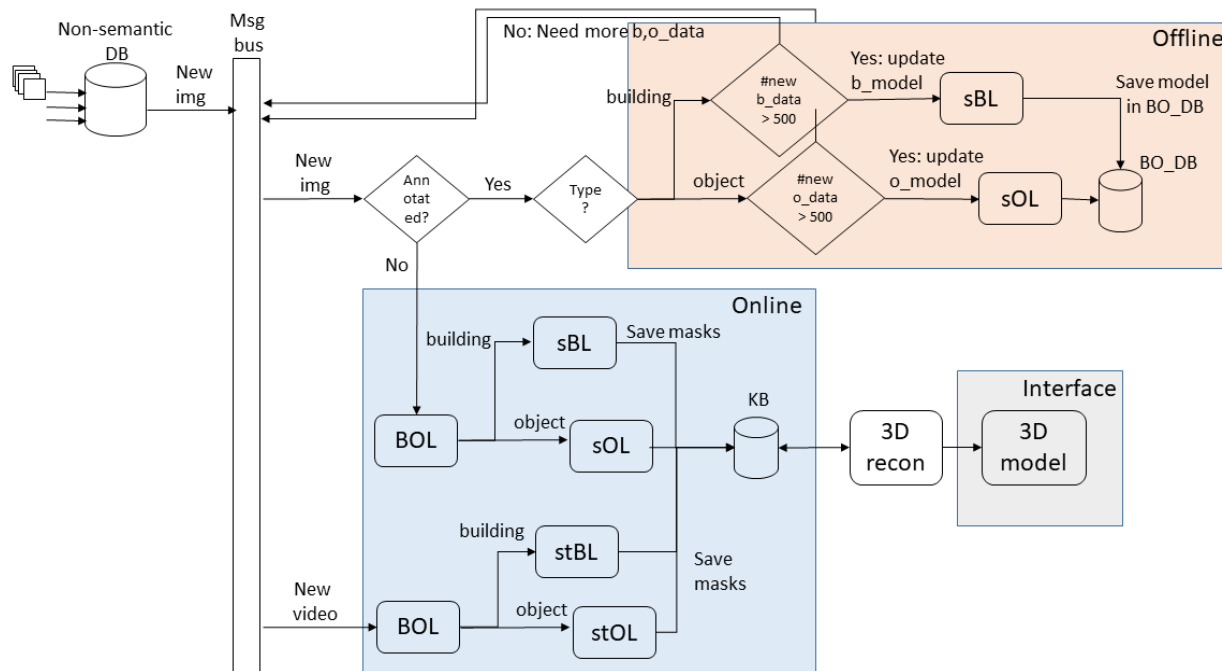 Non-semantic
DB
New
img
Msg
bus
No: Need more b,o_data
Offline
building
#new
b_data
> 500
Yes: update
b_model
sBL
Save model
in BO_DB
BO_DB
New
img
Ann
otat
ed?
Yes
Type
?
object
#new
o_data
> 500
Yes: update
o_model
sOL
No
Online
building
sBL
Save masks
BOL
object
sOL
KB
3D
recon
Interface
3D
model
building
stBL
Save
masks
New
video
BOL
object
stOL